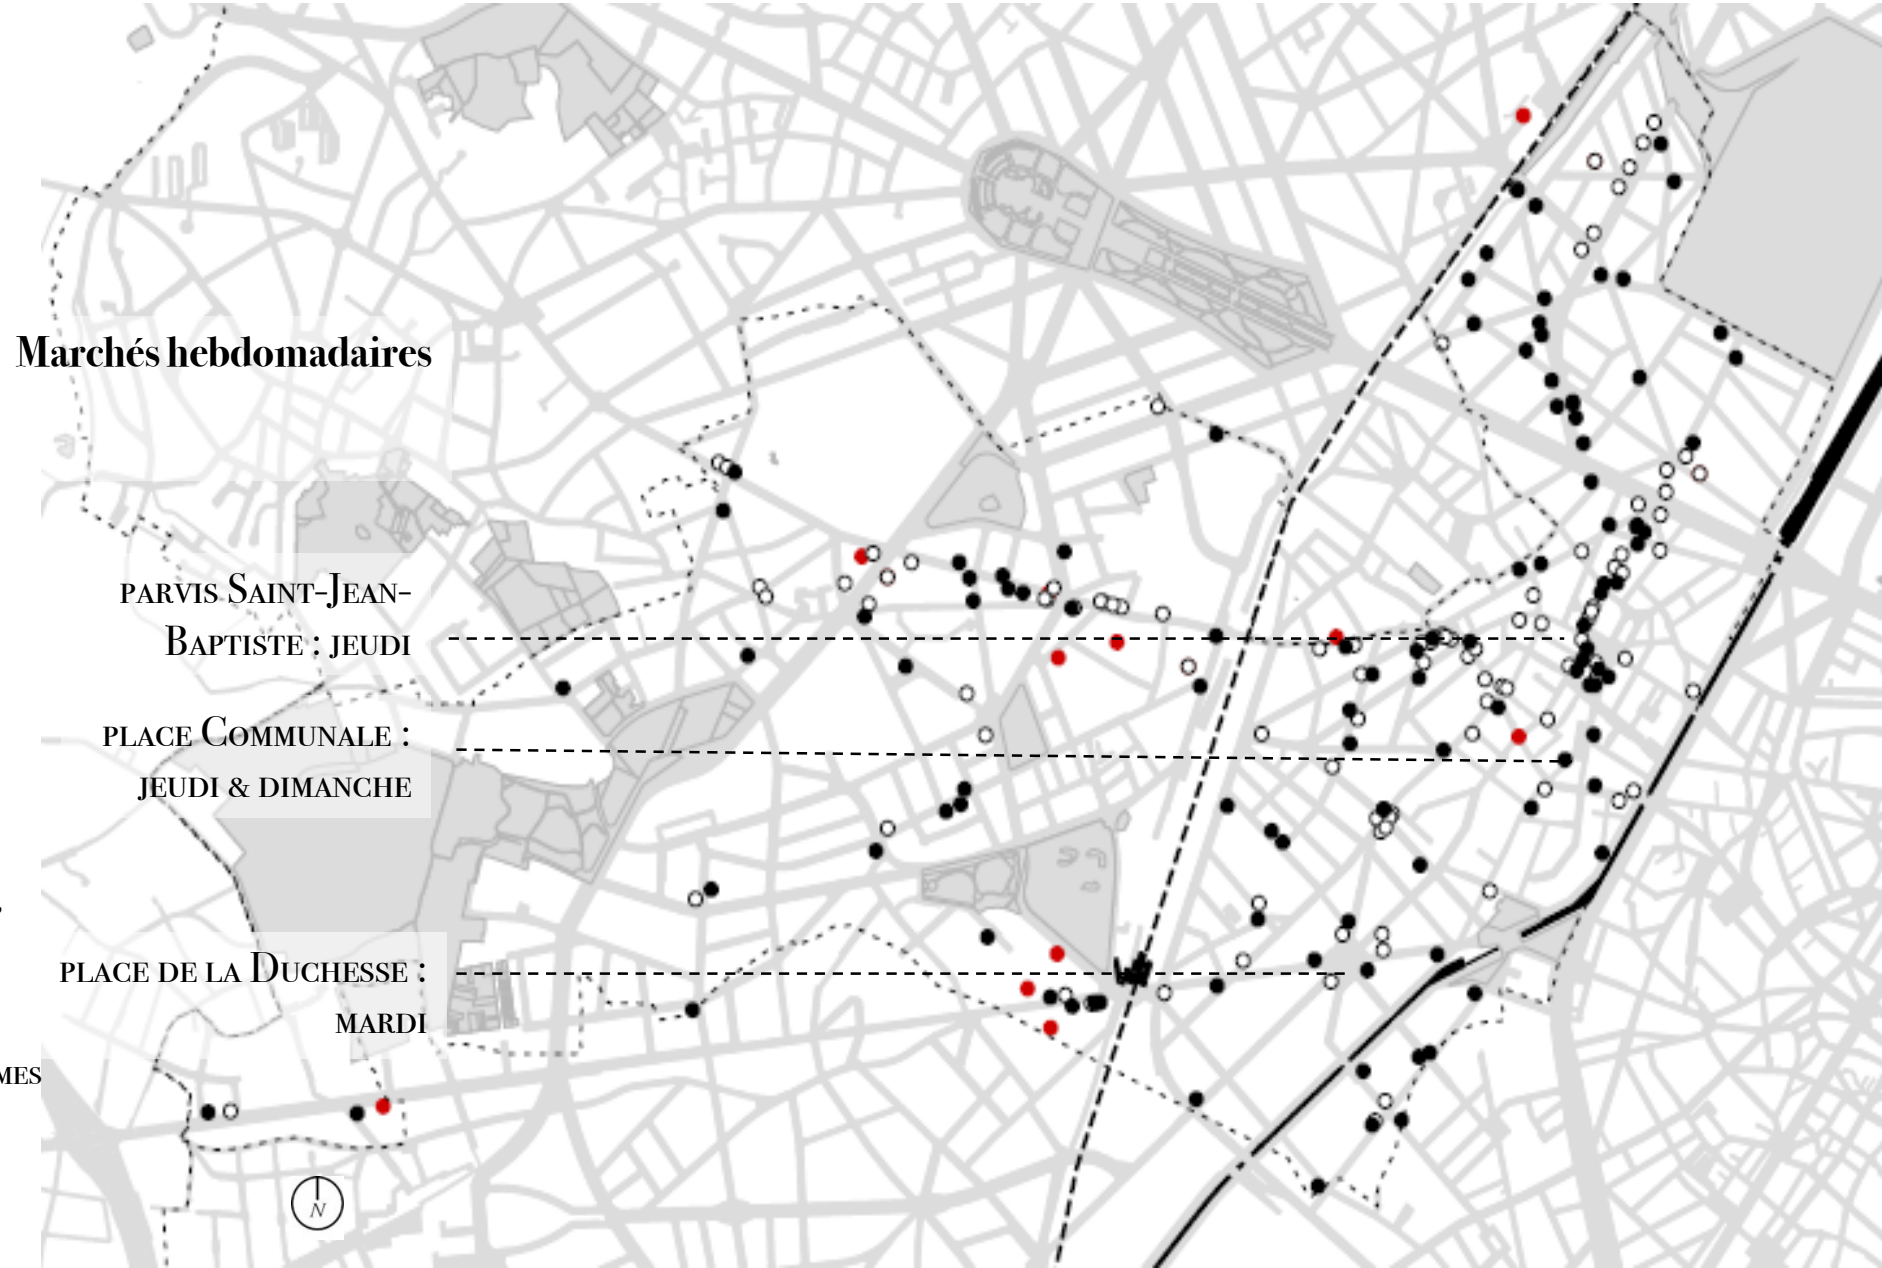 Marchés hebdomadaires
parvis Saint-Jean-
Baptiste : jeudi
place Communale :
jeudi & dimanche
place de la Duchesse :
mardi
mes
N